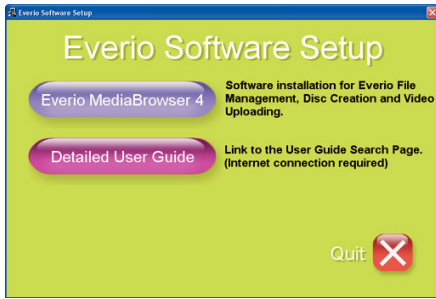 Everio Software Setup
Everio Software Setup
Everio MediaBrowser 4
Software installation for Everio File
Management, Disc Creation and Video
Uploading.
Detailed User Guide
Link to the User Guide Search Page.
(Internet connection required)
Quit